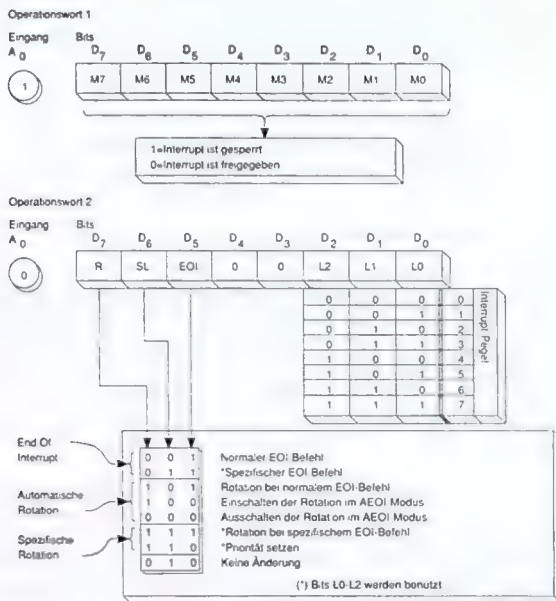 Operationswort 1
Eingang Bits
A 0 D7 D6 D5 D4 D3 D2 D1 D0
1 M7 M6 M5 M4 M3 M2 M1 M0
1=Interrupt ist gesperrt
0=Interrupt ist freigegeben
Operationswort 2
Eingang Bits
A 0 D7 D6 D5 D4 D3 D2 D1 D0
0 R SL EOI 0 0 L2 L1 L0
0 0 0 0
0 0 1 1
0 1 0 2
0 1 1 3
1 0 0 4
1 0 1 5
1 1 0 6
1 1 1 7
Interrupt Pegel
End Of
Interrupt
0 0 1 Normaler EOI Befehl
0 1 1 *Spezifischer EOI Befehl
Automatische
Rotation
1 0 1 Rotation bei normalem EOI-Befehl
1 0 0 Einschalten der Rotation im AEOI Modus
0 0 0 Ausschalten der Rotation im AEOI Modus
Spezifische
Rotation
1 1 1 *Rotation bei spezifischem EOI-Befehl
1 1 0 *Priorität setzen
0 1 0 Keine Änderung
(*) Bits L0-L2 werden benutzt